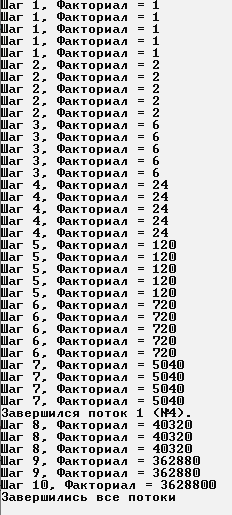 Шаг 1, Факториал = 1
Шаг 1, Факториал = 1
Шаг 1, Факториал = 1
Шаг 1, Факториал = 1
Шаг 1, Факториал = 1
Шаг 2, Факториал = 2
Шаг 2, Факториал = 2
Шаг 2, Факториал = 2
Шаг 2, Факториал = 2
Шаг 2, Факториал = 2
Шаг 3, Факториал = 6
Шаг 3, Факториал = 6
Шаг 3, Факториал = 6
Шаг 3, Факториал = 6
Шаг 3, Факториал = 6
Шаг 4, Факториал = 24
Шаг 4, Факториал = 24
Шаг 4, Факториал = 24
Шаг 4, Факториал = 24
Шаг 4, Факториал = 24
Шаг 5, Факториал = 120
Шаг 5, Факториал = 120
Шаг 5, Факториал = 120
Шаг 5, Факториал = 120
Шаг 5, Факториал = 120
Шаг 6, Факториал = 720
Шаг 6, Факториал = 720
Шаг 6, Факториал = 720
Шаг 6, Факториал = 720
Шаг 6, Факториал = 720
Шаг 7, Факториал = 5040
Шаг 7, Факториал = 5040
Шаг 7, Факториал = 5040
Шаг 7, Факториал = 5040
Завершился поток 1 (№4).
Шаг 8, Факториал = 40320
Шаг 8, Факториал = 40320
Шаг 8, Факториал = 40320
Шаг 9, Факториал = 362880
Шаг 9, Факториал = 362880
Шаг 10, Факториал = 3628800
Завершились все потоки